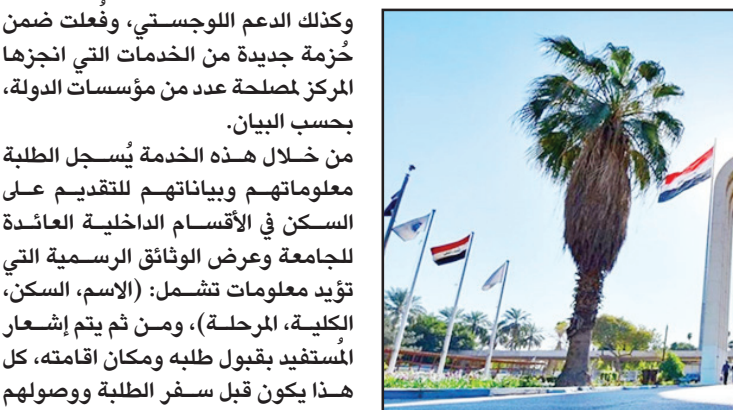 وكذلك الدعم اللوجستي، وفُعلت ضمن
حُزمة جديدة من الخدمات التي انجزها
المركز لمصلحة عدد من مؤسسات الدولة،
بحسب البيان.
من خلال هذه الخدمة يُسجل الطلبة
معلوماتهم وبياناتهم للتقديم على
السكن في الأقسام الداخلية العائدة
للجامعة وعرض الوثائق الرسمية التي
تؤيد معلومات تشمل: (الاسم، السكن،
الكلية، المرحلة)، ومن ثم يتم إشعار
المُستفيد بقبول طلبه ومكان اقامته، كل
هذا يكون قبل سفر الطلبة ووصولهم